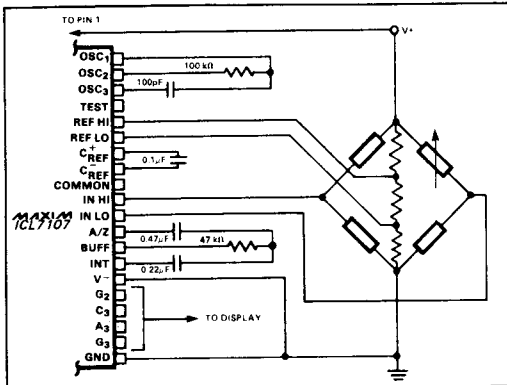 TO PIN 1
V+
OSC1
OSC2
100 kΩ
OSC3
100pF
TEST
REF HI
REF LO
C+REF
0.1μF
C−REF
COMMON
IN HI
MAXIM
ICL7107
IN LO
A/Z
0.47μF
BUFF
47 kΩ
INT
0.22μF
V−
G2
C3
TO DISPLAY
A3
G3
GND